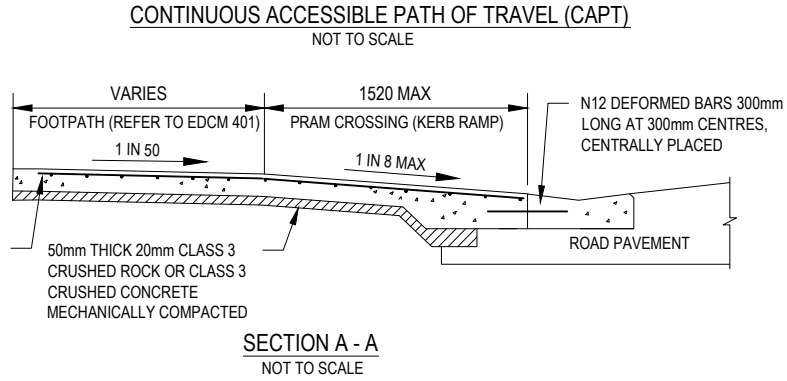 CONTINUOUS ACCESSIBLE PATH OF TRAVEL (CAPT)
NOT TO SCALE
VARIES
1520 MAX
FOOTPATH (REFER TO EDCM 401)
PRAM CROSSING (KERB RAMP)
N12 DEFORMED BARS 300mm
LONG AT 300mm CENTRES,
CENTRALLY PLACED
1 IN 50
1 IN 8 MAX
ROAD PAVEMENT
50mm THICK 20mm CLASS 3
CRUSHED ROCK OR CLASS 3
CRUSHED CONCRETE
MECHANICALLY COMPACTED
SECTION A - A
NOT TO SCALE